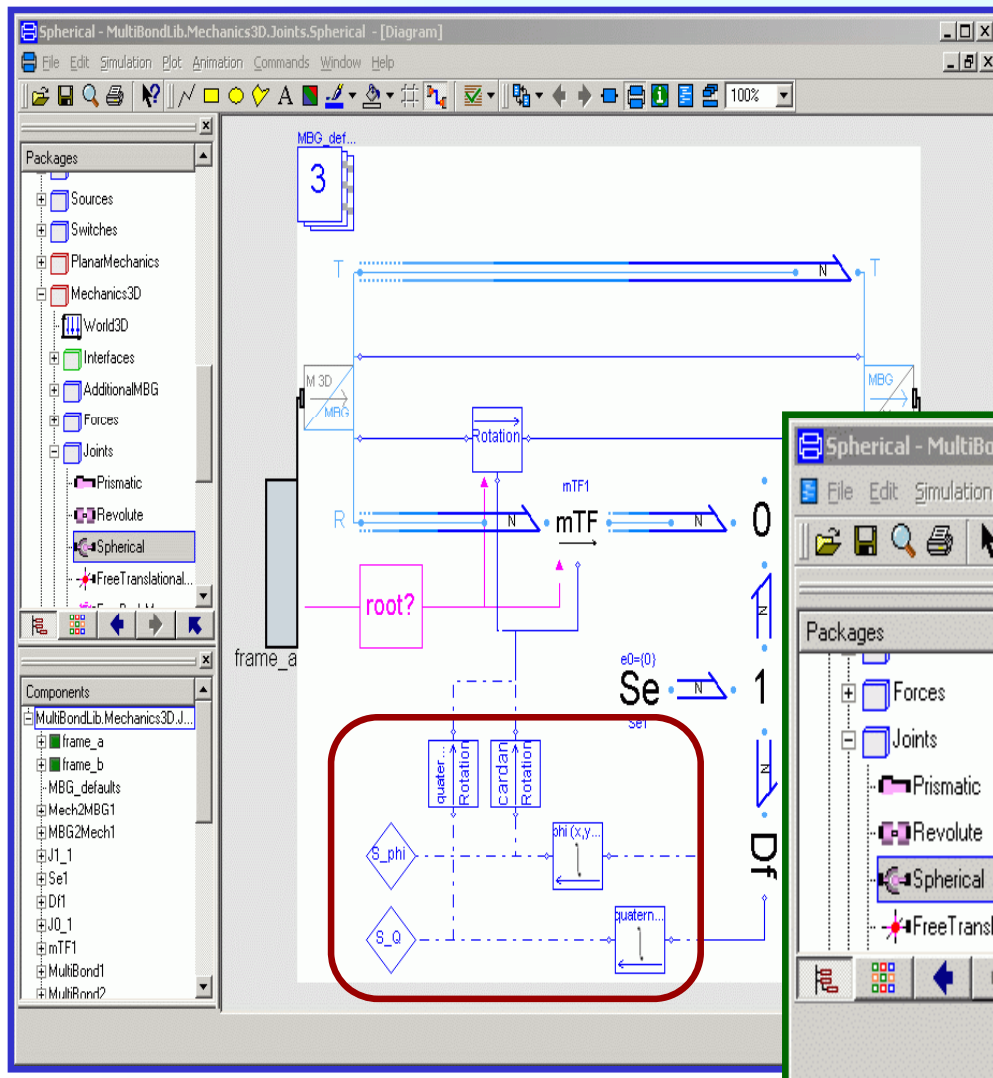 Spherical - MultiBondLib.Mechanics3D.Joints.Spherical - [Diagram]
File Edit Simulation Plot Animation Commands Window Help
A 100%
Packages
Sources
Switches
PlanarMechanics
Mechanics3D
World3D
Interfaces
AdditionalMBG
Forces
Joints
Prismatic
Revolute
Spherical
FreeTranslational...
Components
MultiBondLib.Mechanics3D.J...
frame_a
frame_b
MBG_defaults
Mech2MBG1
MBG2Mech1
J1_1
Se1
Df1
J0_1
mTF1
MultiBond1
MultiBond2
MBG_def...
3
T N T
M 3D
MBG
MBG
Rotation
mTF1
R N mTF N 0
root?
frame_a
N
e0={0}
Se N 1
Se1
N
quater...
Rotation
cardan
Rotation
S_phi
phi (x,y...
Df
S_Q
quatern...
Spherical - MultiBo
File Edit Simulation
Packages
Forces
Joints
Prismatic
Revolute
Spherical
FreeTransl